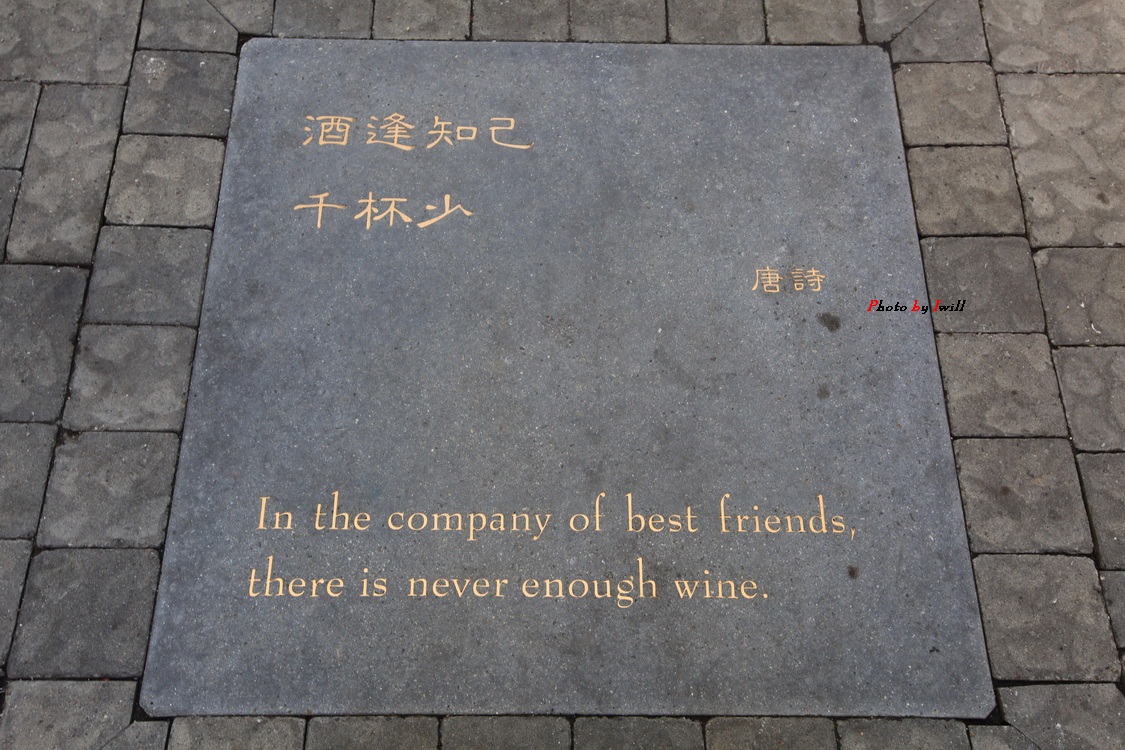 酒逢知己
千杯少
唐詩
Photo by Iwill
In the company of best friends,
there is never enough wine.